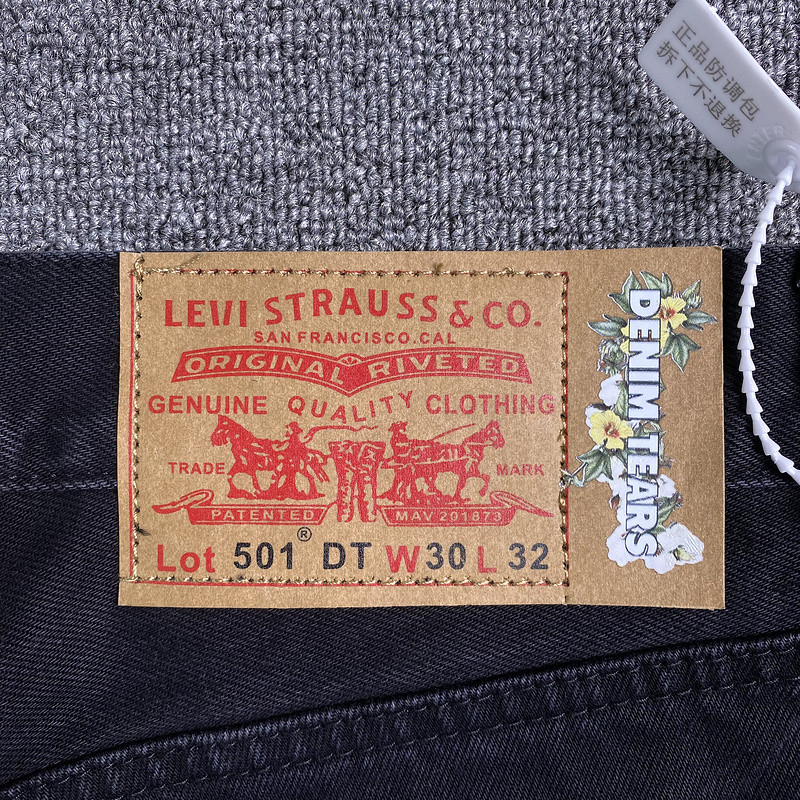 正品防调包
拆下不退换
LEVI STRAUSS & CO.
SAN FRANCISCO.CAL
ORIGINAL RIVETED
GENUINE QUALITY CLOTHING
TRADE MARK
PATENTED MAY 201873
Lot 501® DT W30 L 32
DENIM TEARS